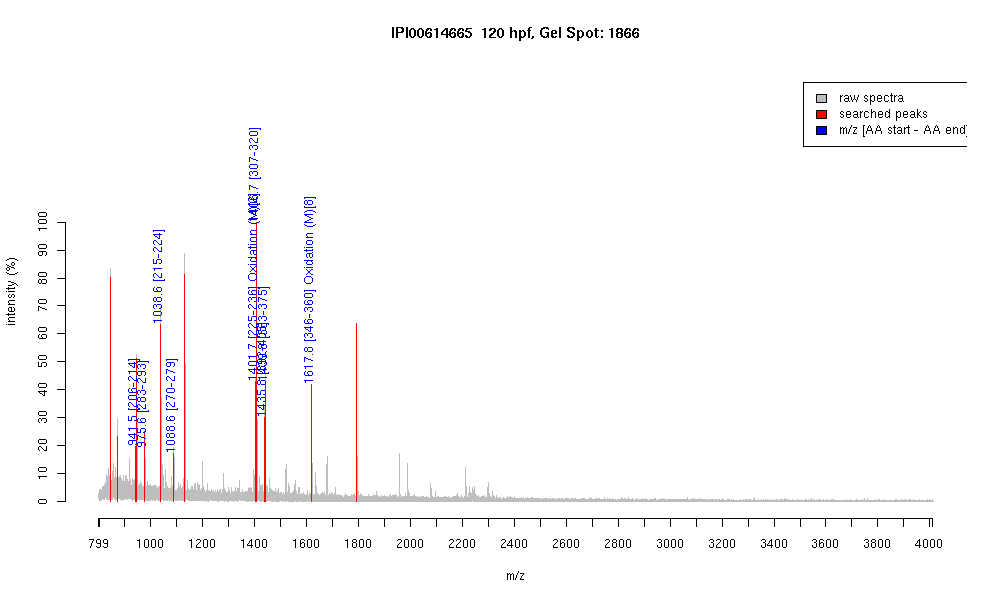 IPI00614665 120 hpf, Gel Spot: 1866
raw spectra
searched peaks
m/z [AA start - AA end]
intensity (%)
100
90
80
70
60
50
40
30
20
10
0
941.5 [206-214]
975.6 [283-293]
1038.6 [215-224]
1088.6 [270-279]
1401.7 [225-236] Oxidation (M)
[307-320]
1435.8
1617.8 [346-360] Oxidation (M)[8]
799 1000 1200 1400 1600 1800 2000 2200 2400 2600 2800 3000 3200 3400 3600 3800 4000
m/z